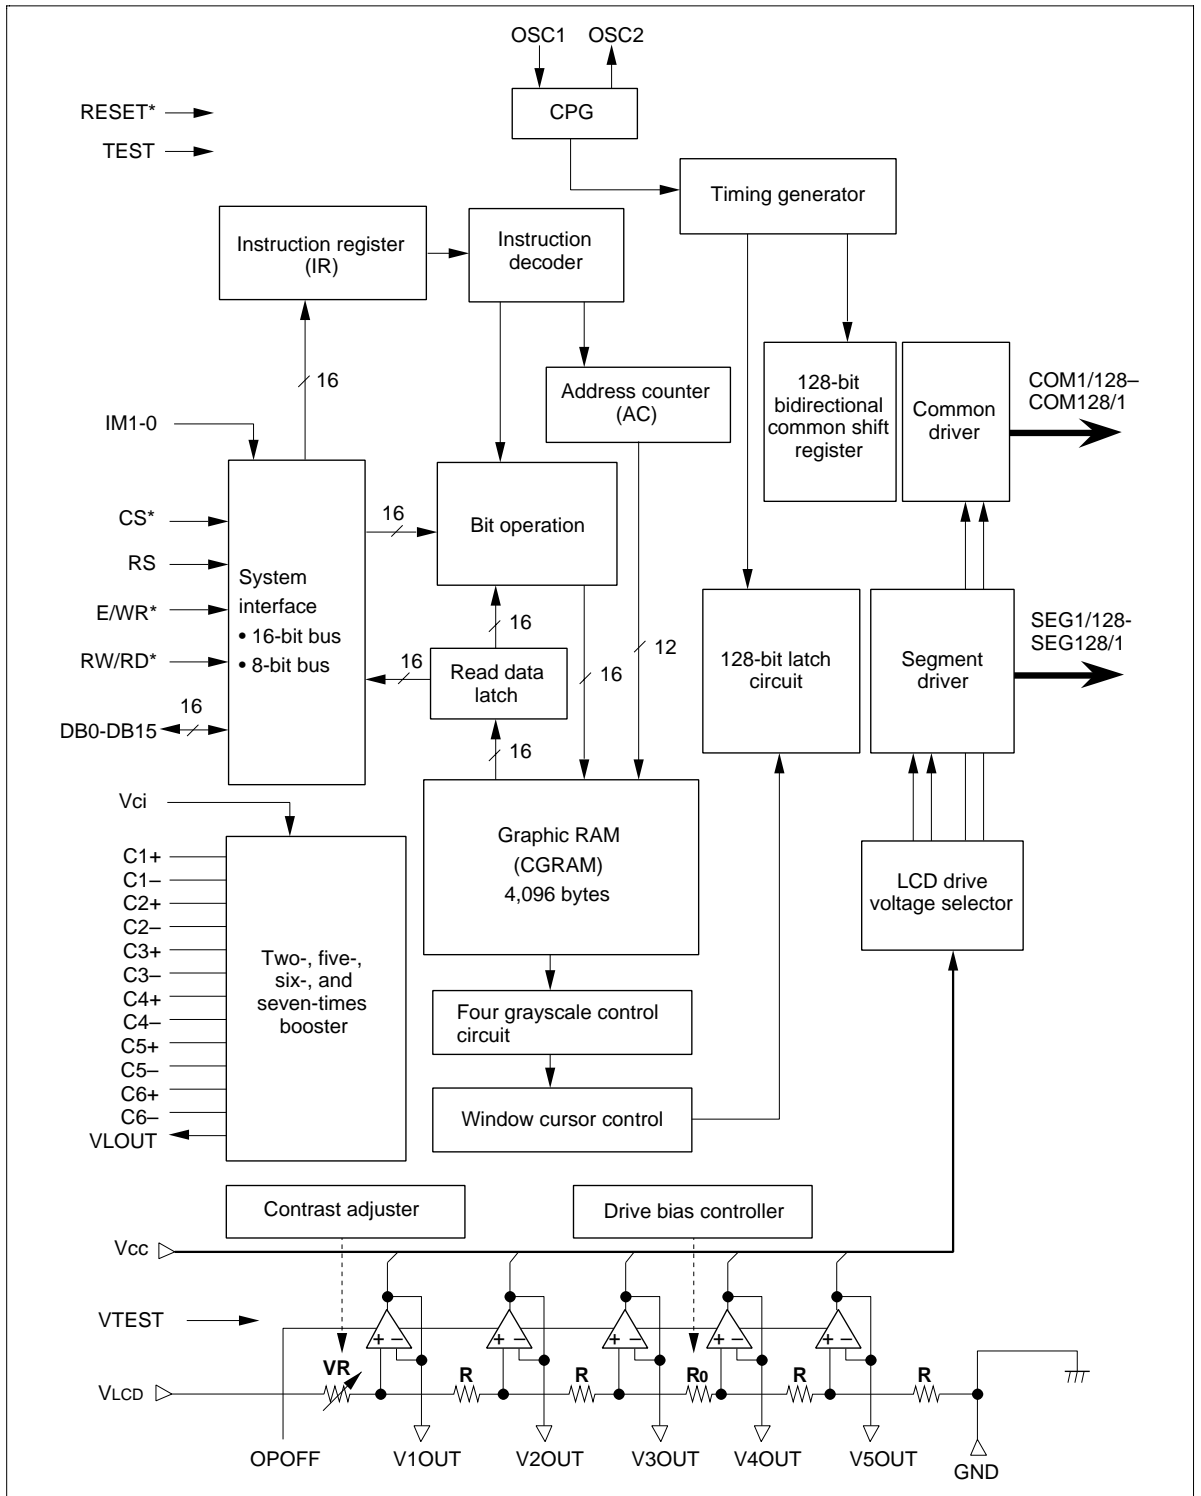 OSC1 OSC2
CPG
RESET*
TEST
Timing generator
Instruction register
(IR)
Instruction
decoder
16
Address counter
(AC)
128-bit
bidirectional
common shift
register
Common
driver
COM1/128–
COM128/1
IM1-0
CS*
RS
E/WR*
RW/RD*
DB0-DB15
16
System
interface
• 16-bit bus
• 8-bit bus
16
Bit operation
16
16
Read data
latch
16
16
12
128-bit latch
circuit
Segment
driver
SEG1/128-
SEG128/1
Vci
C1+
C1–
C2+
C2–
C3+
C3–
C4+
C4–
C5+
C5–
C6+
C6–
VLOUT
Two-, five-,
six-, and
seven-times
booster
Graphic RAM
(CGRAM)
4,096 bytes
LCD drive
voltage selector
Four grayscale control
circuit
Window cursor control
Contrast adjuster
Drive bias controller
Vcc
VTEST
+ – + – + – + – + –
VR R R R0 R R
VLCD
OPOFF V1OUT V2OUT V3OUT V4OUT V5OUT GND